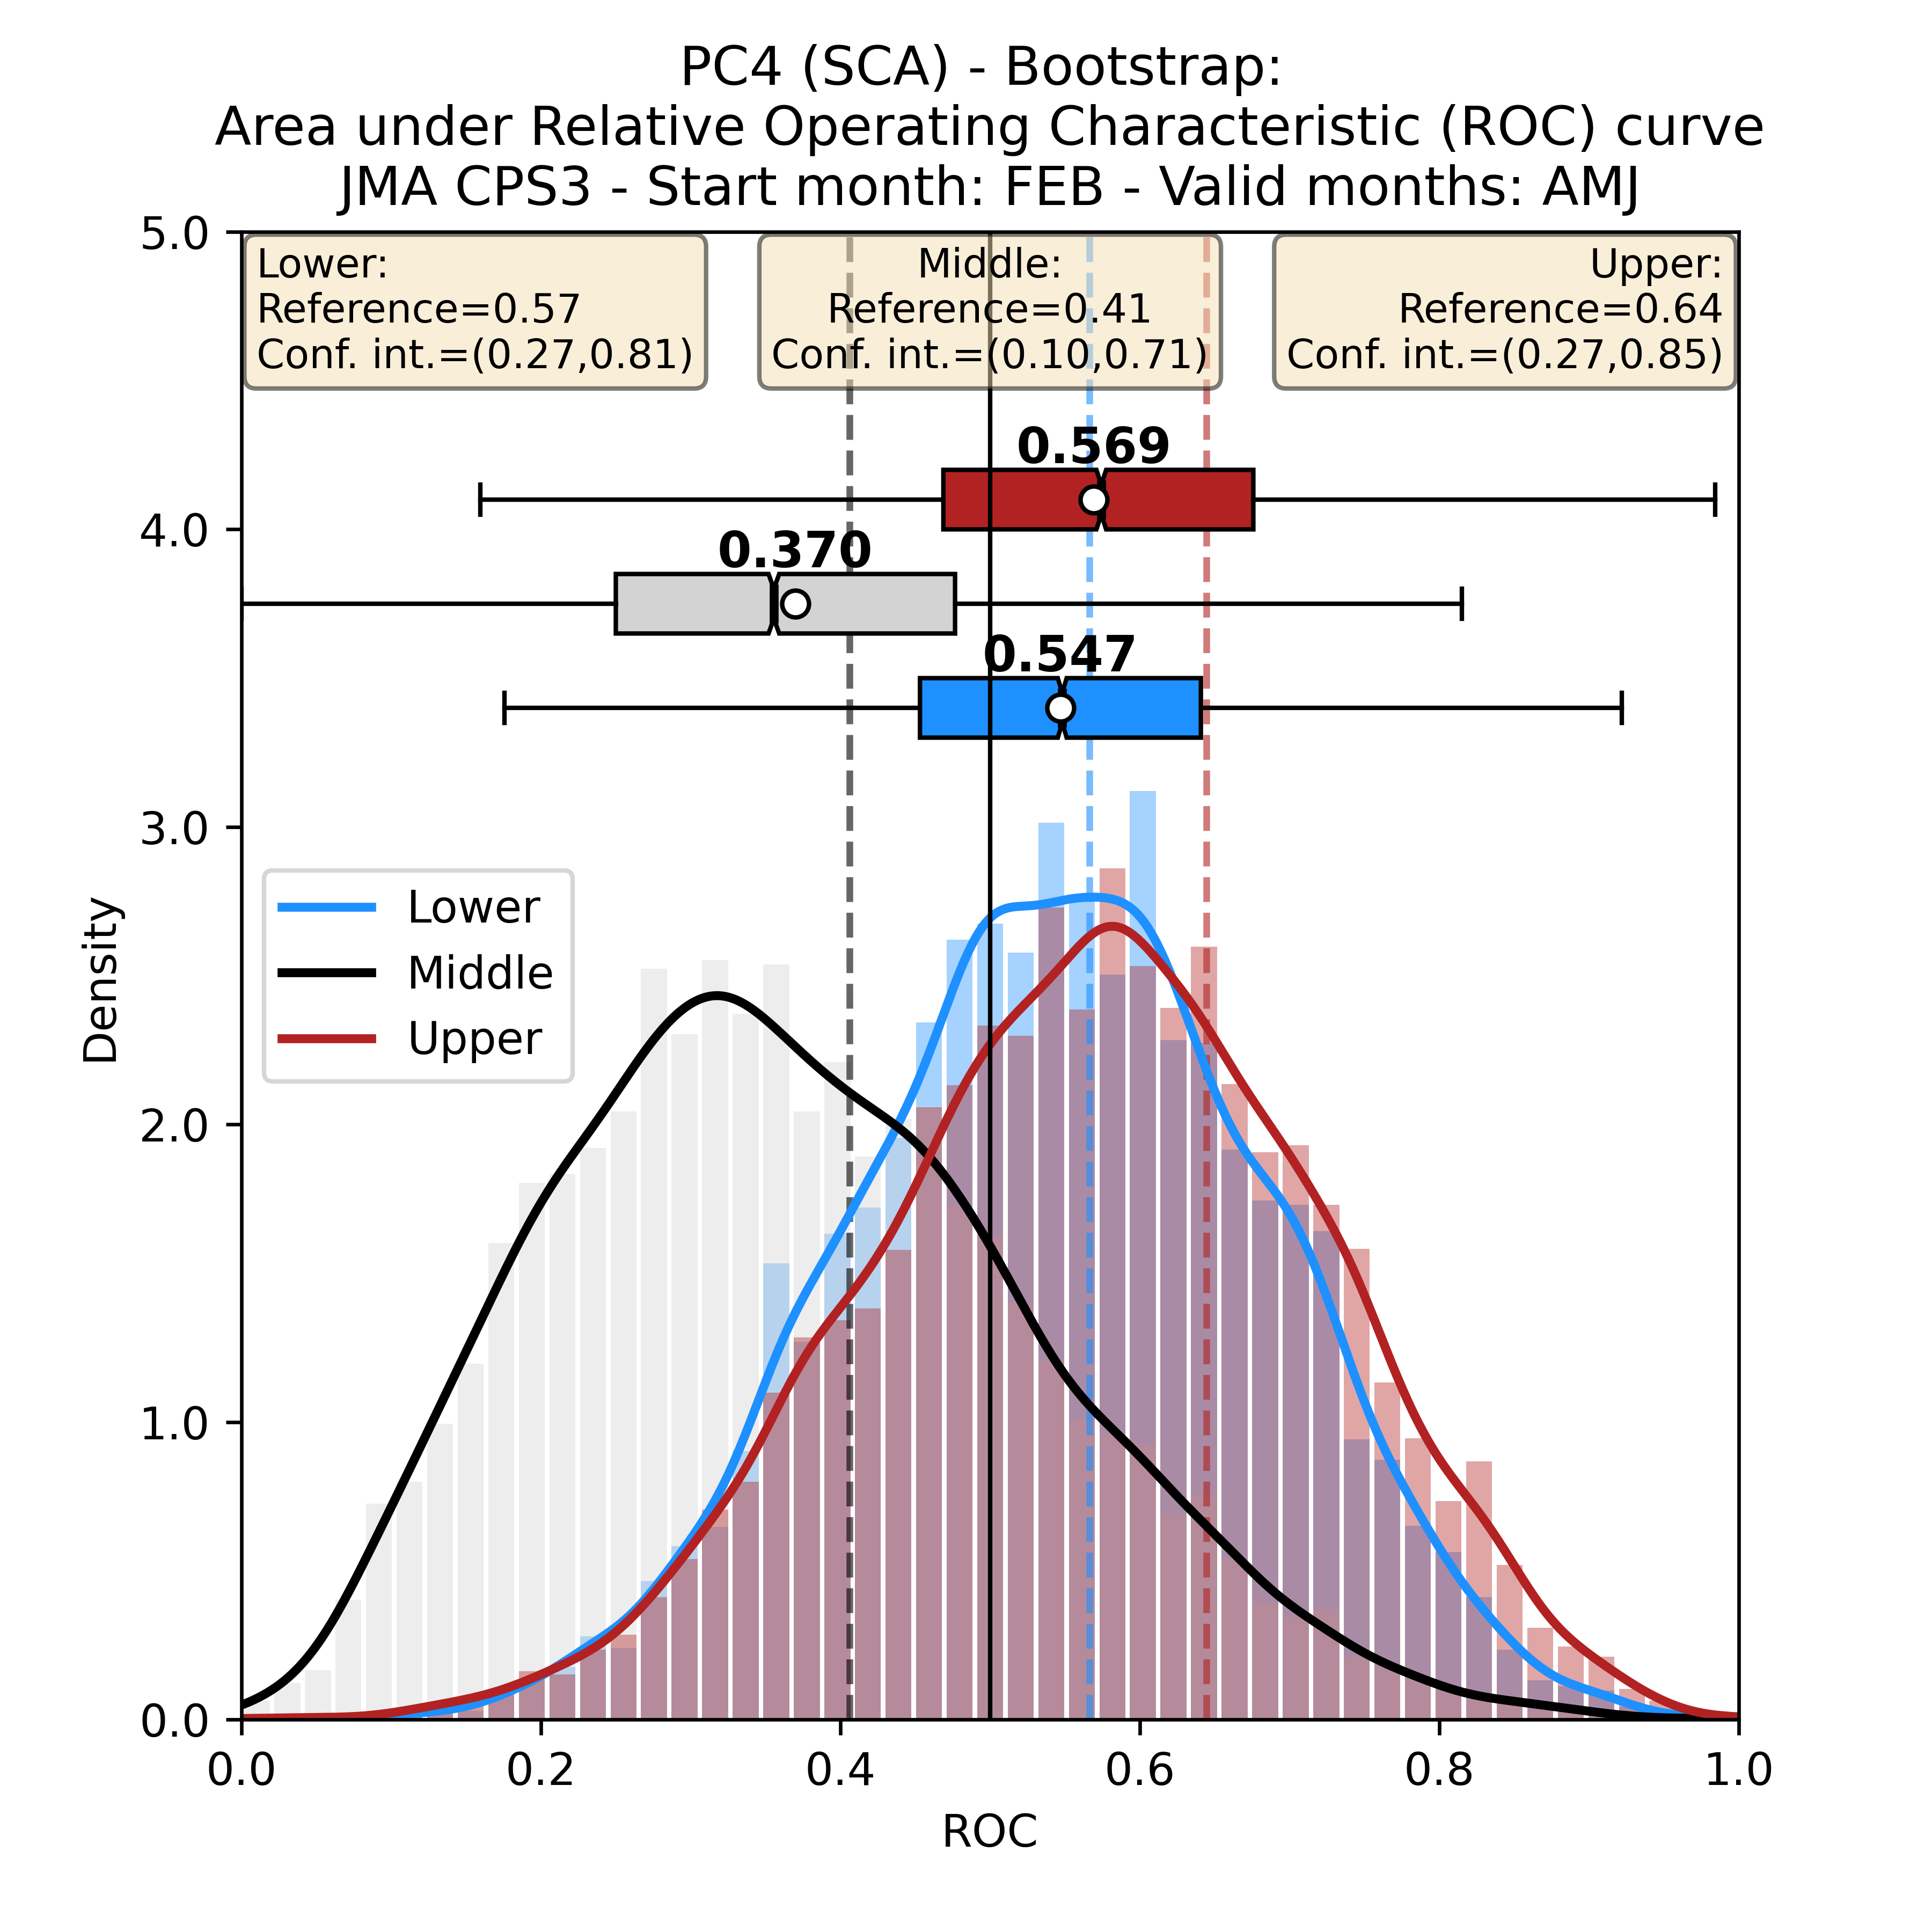 PC4 (SCA) - Bootstrap:
Area under Relative Operating Characteristic (ROC) curve
JMA CPS3 - Start month: FEB - Valid months: AMJ
Lower:
Reference=0.57
Conf. int.=(0.27,0.81)
Middle:
Reference=0.41
Conf. int.=(0.10,0.71)
Upper:
Reference=0.64
Conf. int.=(0.27,0.85)
0.569
0.370
0.547
Lower
Middle
Upper
Density
5.0
4.0
3.0
2.0
1.0
0.0
0.0 0.2 0.4 0.6 0.8 1.0
ROC